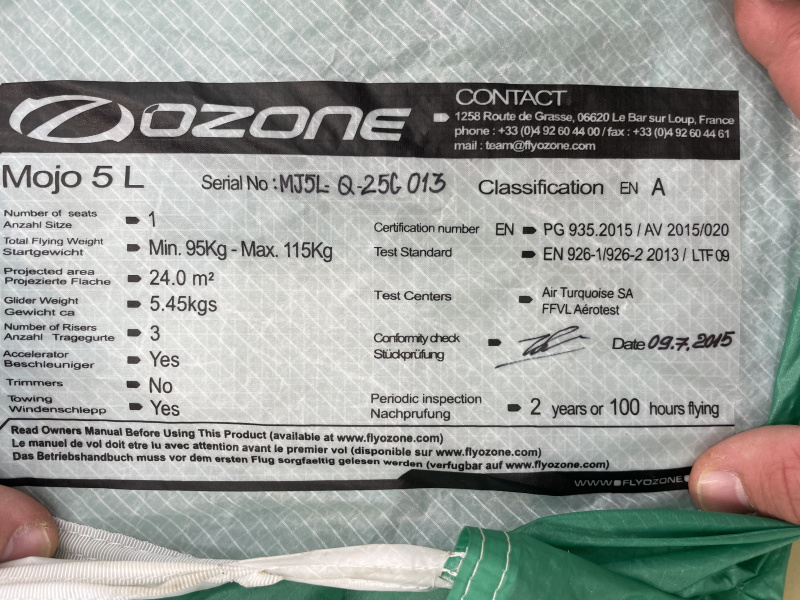 OZONE
CONTACT
1258 Route de Grasse, 06620 Le Bar sur Loup, France
phone : +33 (0)4 92 60 44 00 / fax : +33 (0)4 92 60 44 61
mail : team@flyozone.com
Mojo 5 L
Serial No : MJ5L- Q-25G 013
Classification EN A
Number of seats
Anzahl Sitze
1
Total Flying Weight
Startgewicht
Min. 95Kg - Max. 115Kg
Projected area
Projezierte Flache
24.0 m²
Glider Weight
Gewicht ca
5.45kgs
Number of Risers
Anzahl Tragegurte
3
Accelerator
Beschleuniger
Yes
Trimmers
No
Towing
Windenschlepp
Yes
Certification number EN PG 935.2015 / AV 2015/020
Test Standard EN 926-1/926-2 2013 / LTF 09
Test Centers
Air Turquoise SA
FFVL Aérotest
Conformity check
Stückprüfung
Date 09.7.2015
Periodic inspection
Nachprufung
2 years or 100 hours flying
Read Owners Manual Before Using This Product (available at www.flyozone.com)
Le manuel de vol doit etre lu avec attention avant le premier vol (disponible sur www.flyozone.com)
Das Betriebshandbuch muss vor dem ersten Flug sorgfaeltig gelesen werden (verfugbar auf www.flyozone.com)
WWW.FLYOZONE